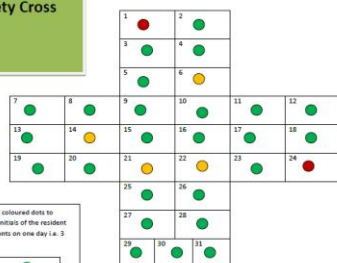 ety Cross
1 2
3 4
5 6
7 8 9 10 11 12
13 14 15 16 17 18
19 20 21 22 23 24
25 26
27 28
29 30 31
coloured dots to
nitials of the resident
nts on one day i.e. 3